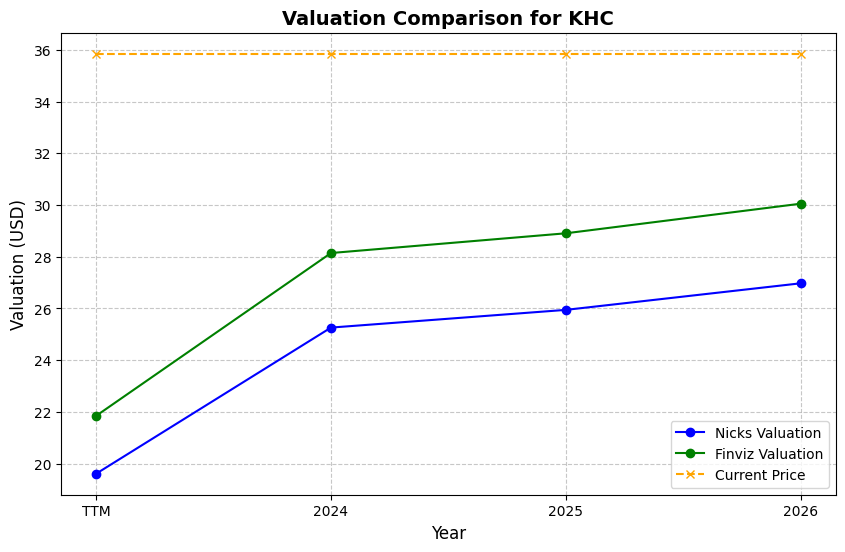 Valuation Comparison for KHC
Valuation (USD)
36
34
32
30
28
26
24
22
20
TTM
2024
2025
2026
Year
Nicks Valuation
Finviz Valuation
Current Price